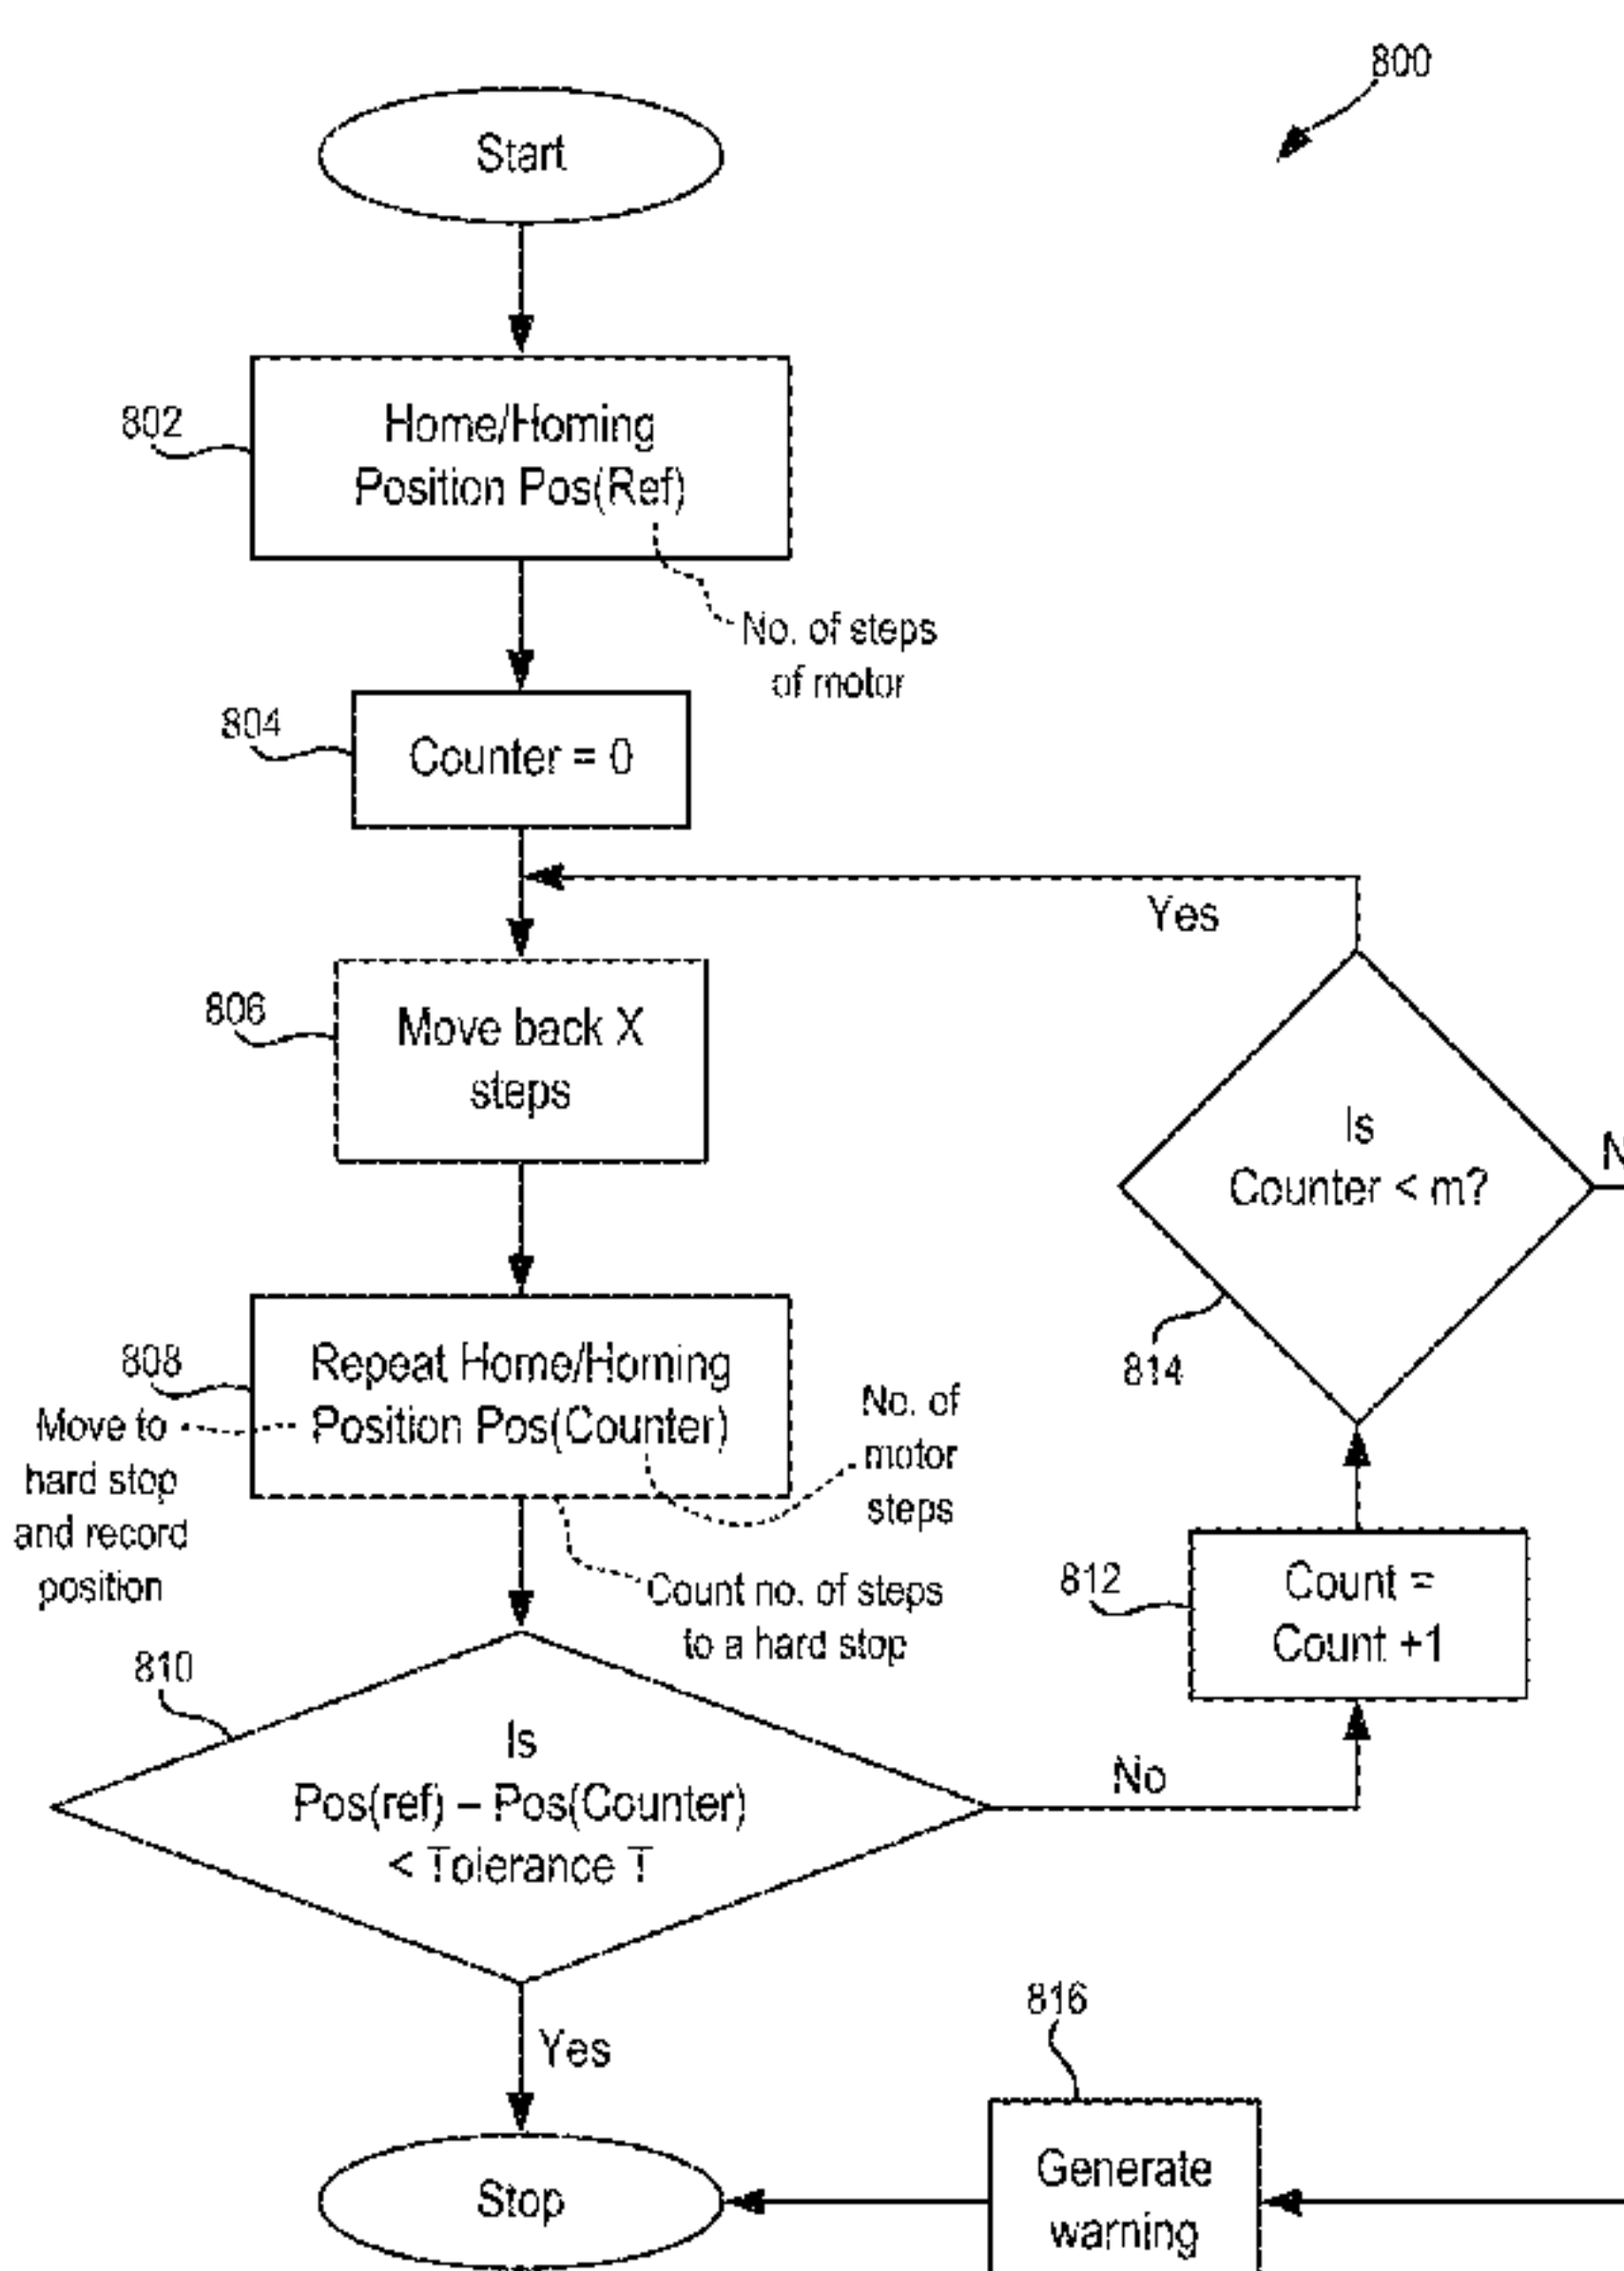 800
Start
802
Home/Homing
Position Pos(Ref)
No. of steps
of motor
804
Counter = 0
Yes
806
Move back X
steps
Is
Counter < m?
814
808
Repeat Home/Homing
Position Pos(Counter)
Move to
hard stop
and record
position
No. of
motor
steps
Count no. of steps
to a hard stop
812
Count =
Count +1
810
Is
Pos(ref) – Pos(Counter)
< Tolerance T
No
Yes
816
Generate
warning
Stop